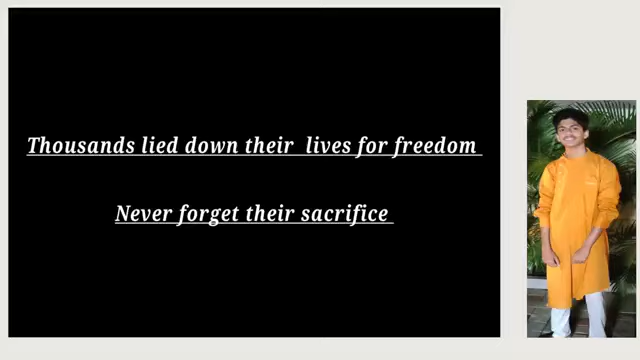 Thousands lied down their lives for freedom
Never forget their sacrifice